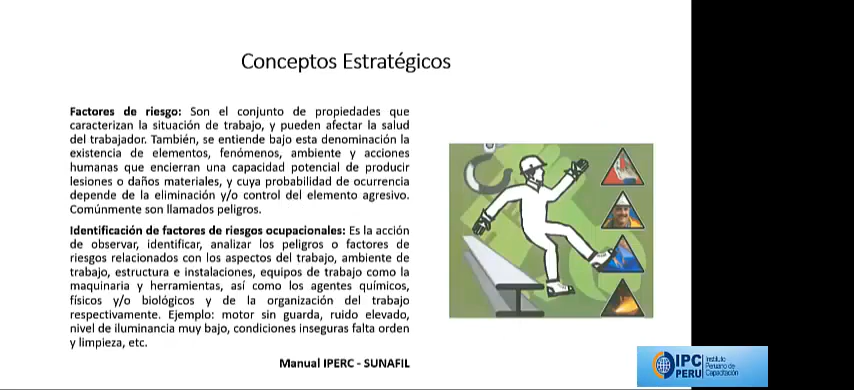 Conceptos Estratégicos
Factores de riesgo: Son el conjunto de propiedades que
caracterizan la situación de trabajo, y pueden afectar la salud
del trabajador. También, se entiende bajo esta denominación la
existencia de elementos, fenómenos, ambiente y acciones
humanas que encierran una capacidad potencial de producir
lesiones o daños materiales, y cuya probabilidad de ocurrencia
depende de la eliminación y/o control del elemento agresivo.
Comúnmente son llamados peligros.
Identificación de factores de riesgos ocupacionales: Es la acción
de observar, identificar, analizar los peligros o factores de
riesgos relacionados con los aspectos del trabajo, ambiente de
trabajo, estructura e instalaciones, equipos de trabajo como la
maquinaria y herramientas, así como los agentes químicos,
físicos y/o biológicos y de la organización del trabajo
respectivamente. Ejemplo: motor sin guarda, ruido elevado,
nivel de iluminancia muy bajo, condiciones inseguras falta orden
y limpieza, etc.
Manual IPERC - SUNAFIL
IPC
PERU
Instituto
Peruano de
Capacitación